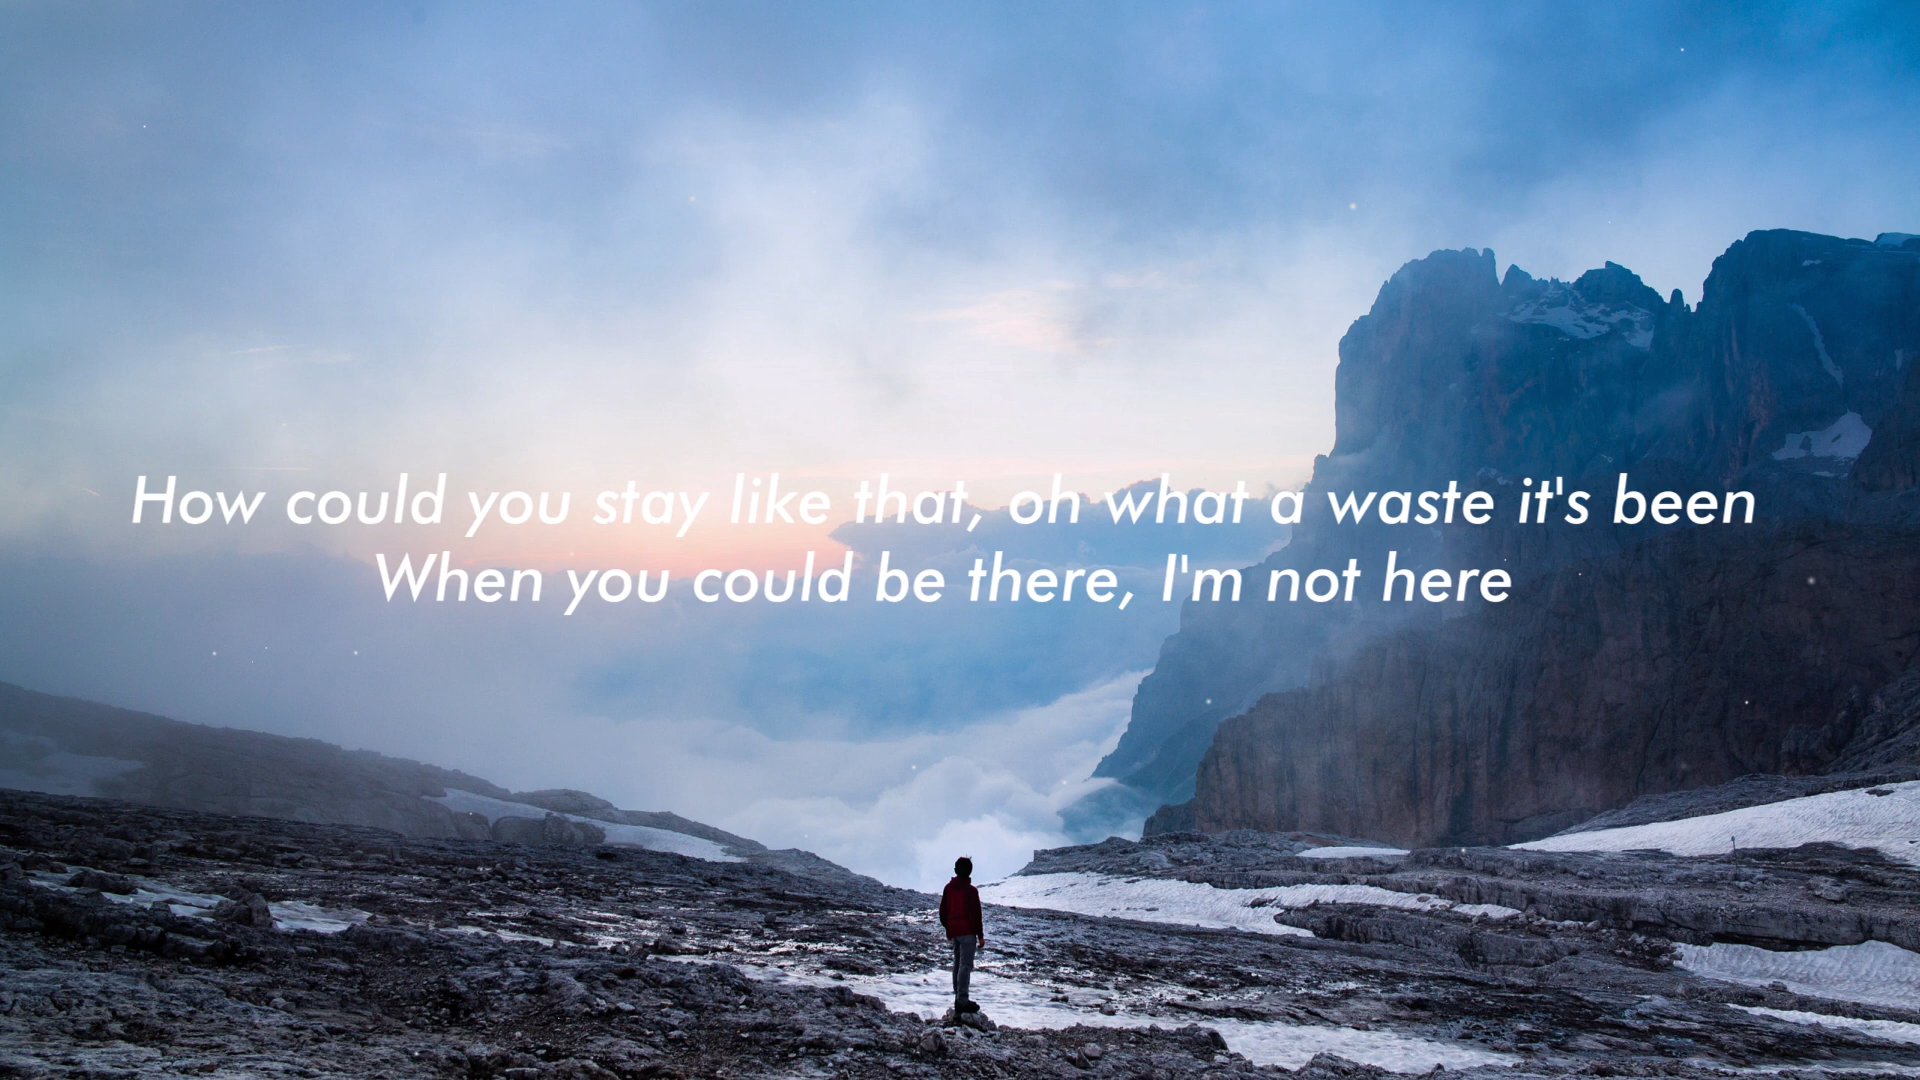 How could you stay like that, oh what a waste it's been
When you could be there, I'm not here